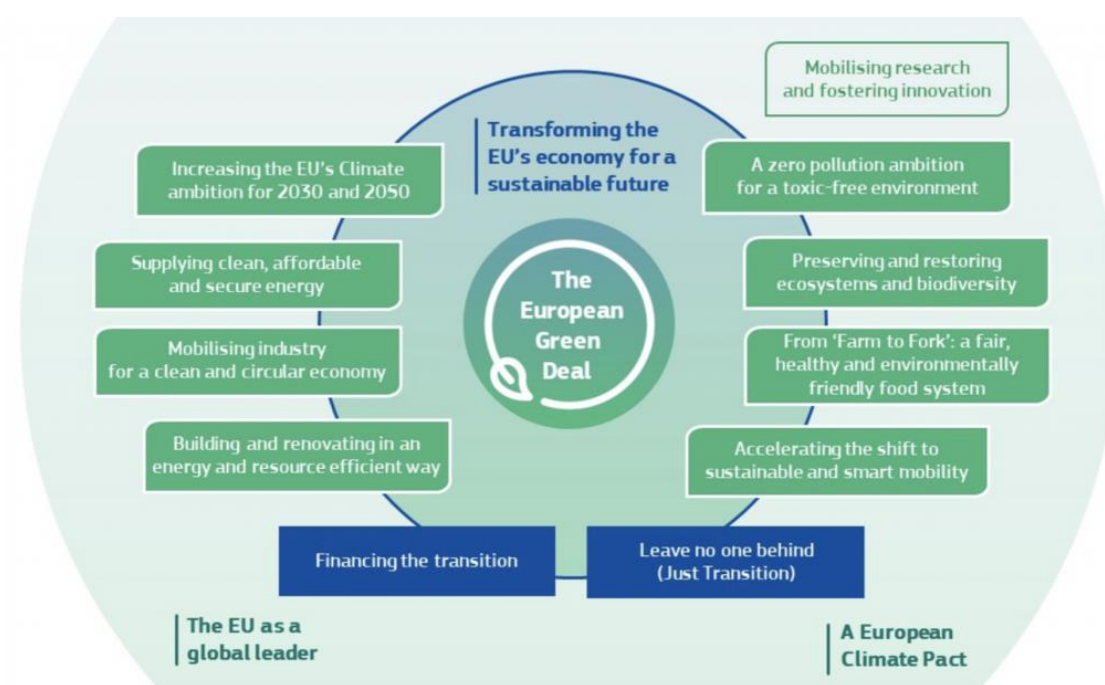 Mobilising research
and fostering innovation
Transforming the
EU's economy for a
sustainable future
Increasing the EU's Climate
ambition for 2030 and 2050
A zero pollution ambition
for a toxic-free environment
Supplying clean, affordable
and secure energy
Preserving and restoring
ecosystems and biodiversity
The
European
Green
Deal
Mobilising industry
for a clean and circular economy
From ‘Farm to Fork’: a fair,
healthy and environmentally
friendly food system
Building and renovating in an
energy and resource efficient way
Accelerating the shift to
sustainable and smart mobility
Financing the transition
Leave no one behind
(Just Transition)
The EU as a
global leader
A European
Climate Pact